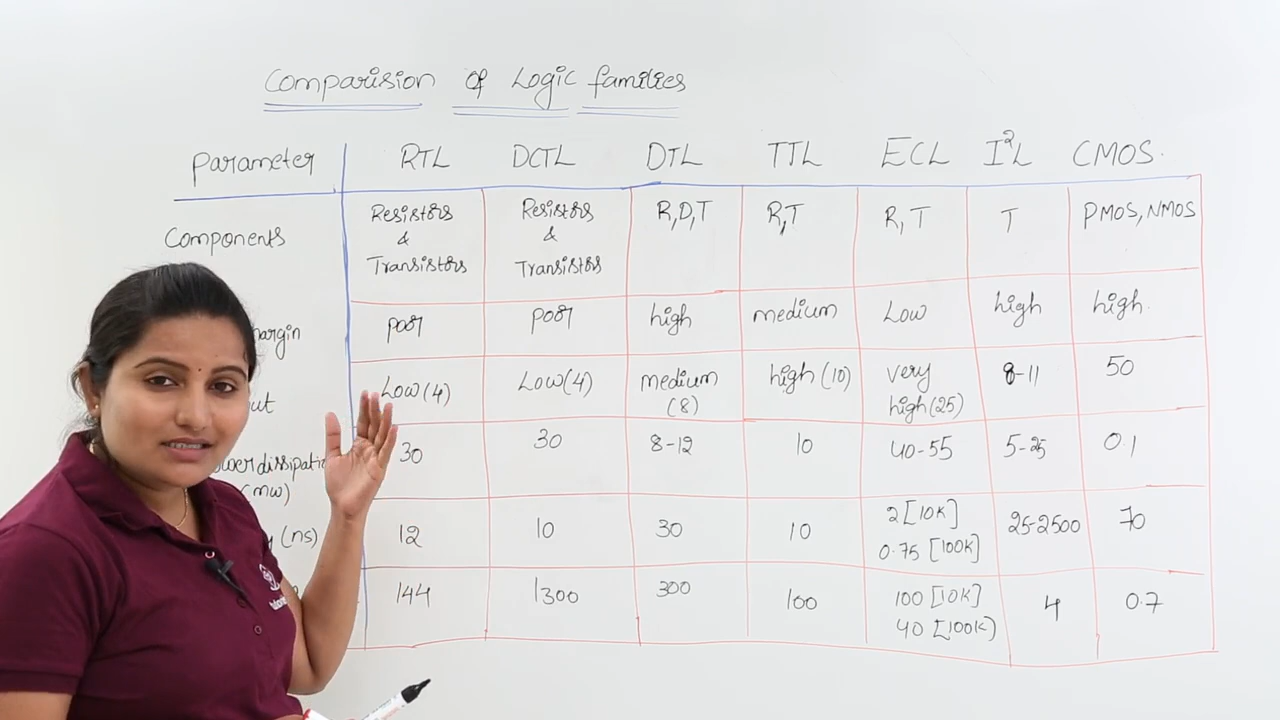 Comparision of Logic families
Parameter RTL DCTL DTL TTL ECL I²L CMOS.
Components Resistors & Transistors Resistors & Transistors R,D,T R,T R, T T PMOS, NMOS
margin poor poor high medium Low high high.
Low(4) Low(4) medium (8) high (10) very high(25) 8-11 50
(mw) 30 30 8-12 10 40-55 5-25 0.1
(ns) 12 10 30 10 2 [10K] 0.75 [100K] 25-2500 70
144 1300 300 100 100 [10K] 40 [100K] 4 0.7